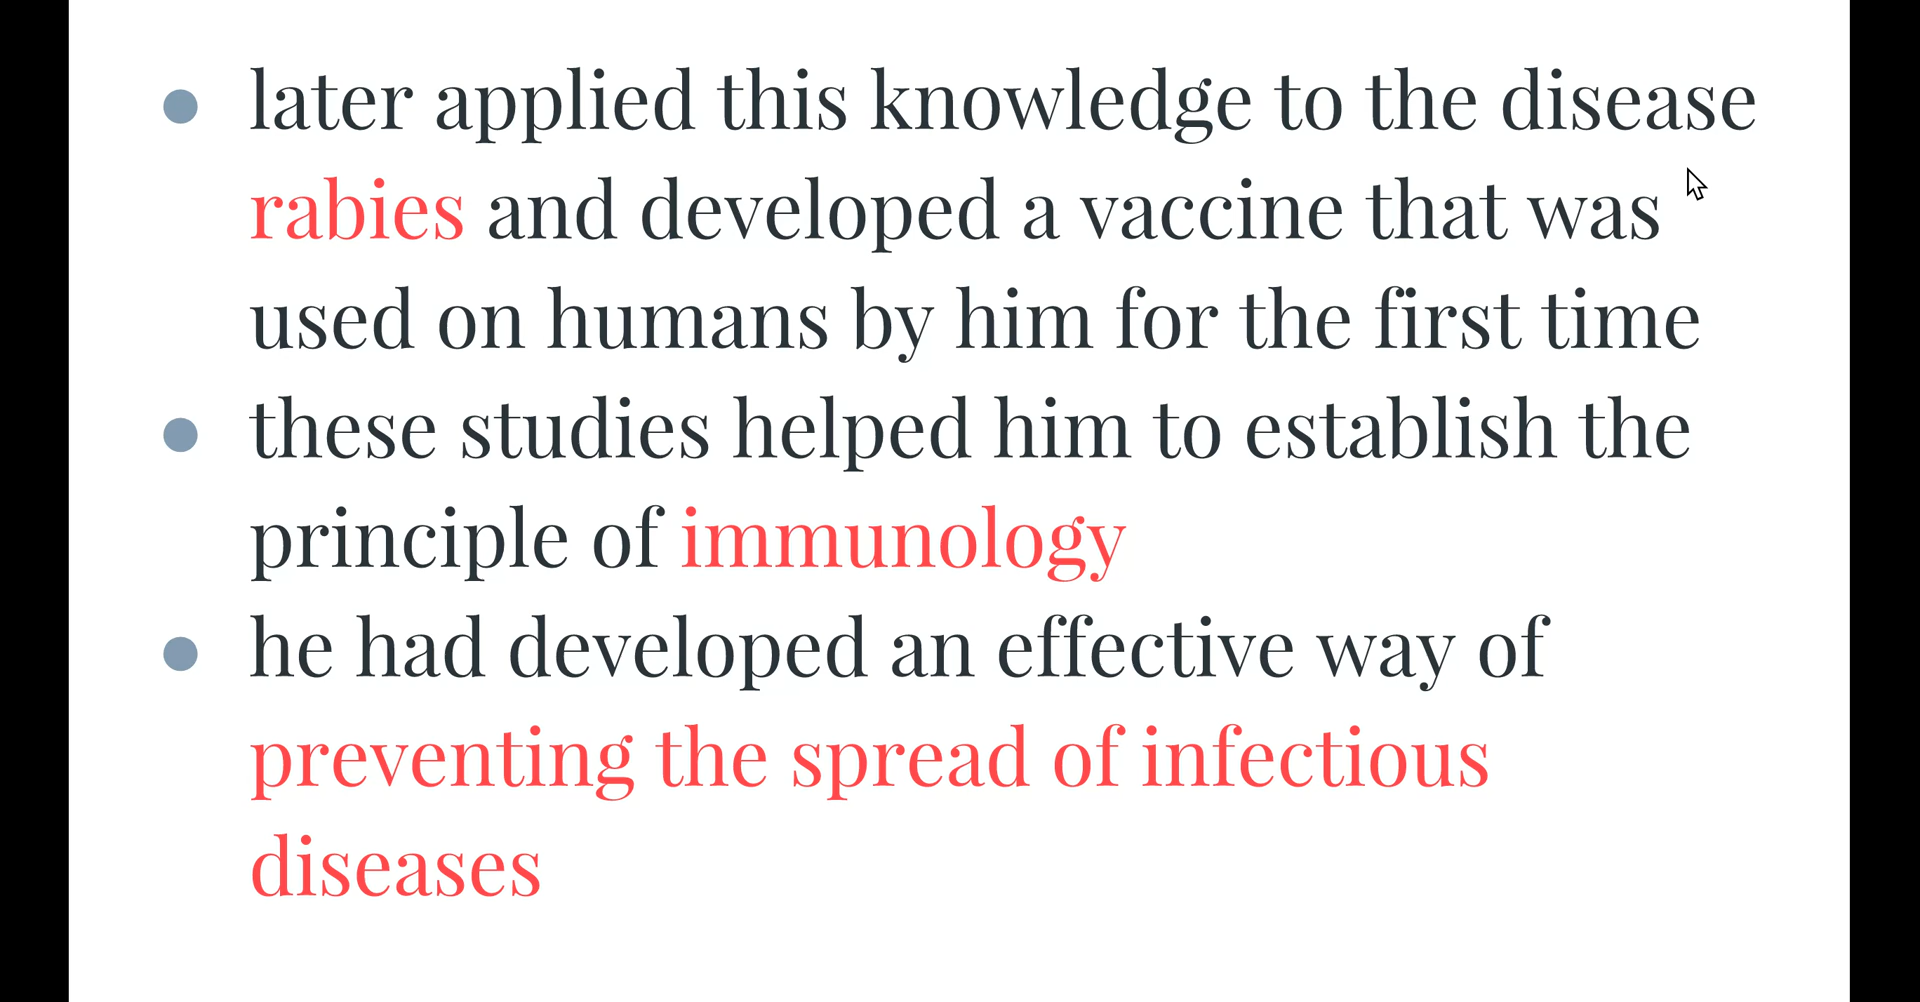 later applied this knowledge to the disease
rabies and developed a vaccine that was
used on humans by him for the first time
these studies helped him to establish the
principle of immunology
he had developed an effective way of
preventing the spread of infectious
diseases